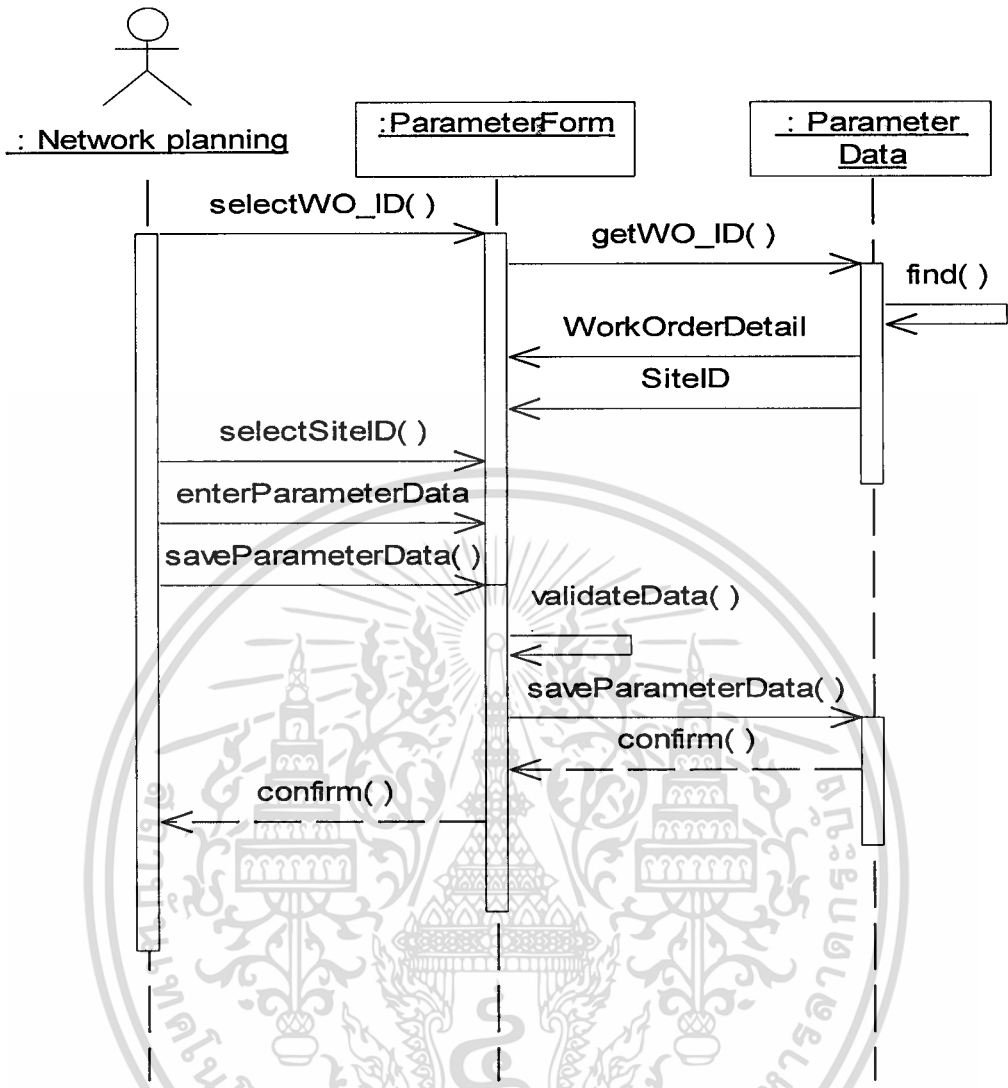 : Network planning
:ParameterForm
: Parameter
Data
selectWO_ID( )
getWO_ID( )
find( )
WorkOrderDetail
SiteID
selectSiteID( )
enterParameterData
saveParameterData( )
validateData( )
saveParameterData( )
confirm( )
confirm( )